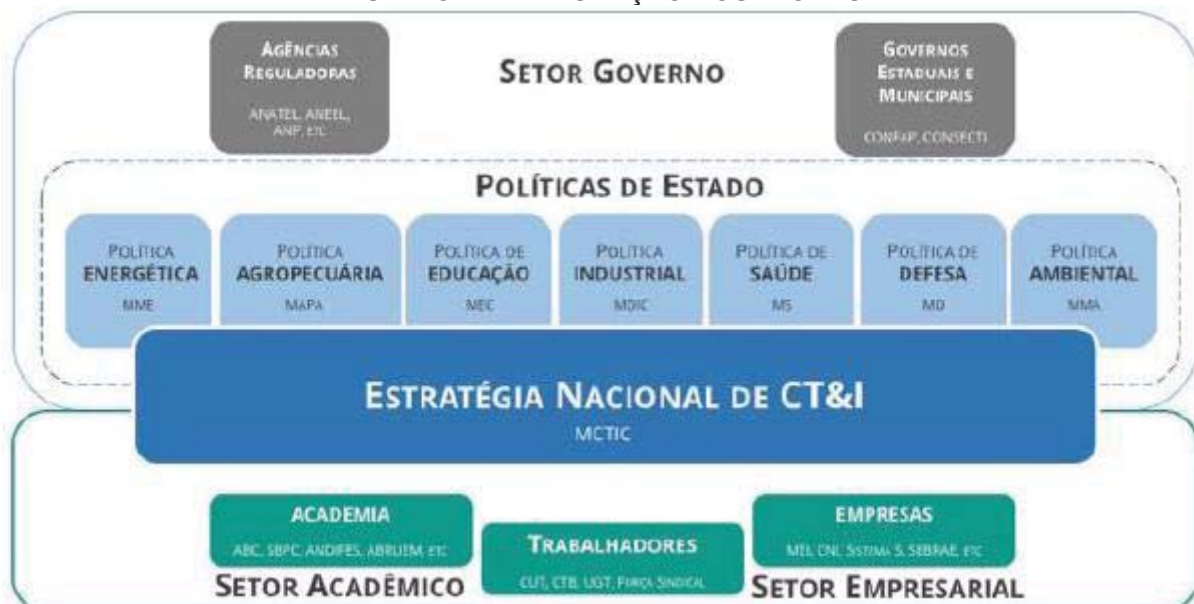 AGÊNCIAS
REGULADORAS
ANATEL, ANEEL,
ANP, ETC
SETOR GOVERNO
GOVERNOS
ESTADUAIS E
MUNICIPAIS
CONFAP, CONSECTI
POLÍTICAS DE ESTADO
POLÍTICA
ENERGÉTICA
MME
POLÍTICA
AGROPECUÁRIA
MAPA
POLÍTICA DE
EDUCAÇÃO
MEC
POLÍTICA
INDUSTRIAL
MDIC
POLÍTICA DE
SAÚDE
MS
POLÍTICA DE
DEFESA
MD
POLÍTICA
AMBIENTAL
MMA
ESTRATÉGIA NACIONAL DE CT&I
MCTIC
ACADEMIA
ABC, SBPC, ANDIFES, ABRUEM, ETC
SETOR ACADÊMICO
TRABALHADORES
CUT, CTB, UGT, FORÇA SINDICAL
EMPRESAS
MEI, CNI, SISTEMA S, SEBRAE, ETC
SETOR EMPRESARIAL